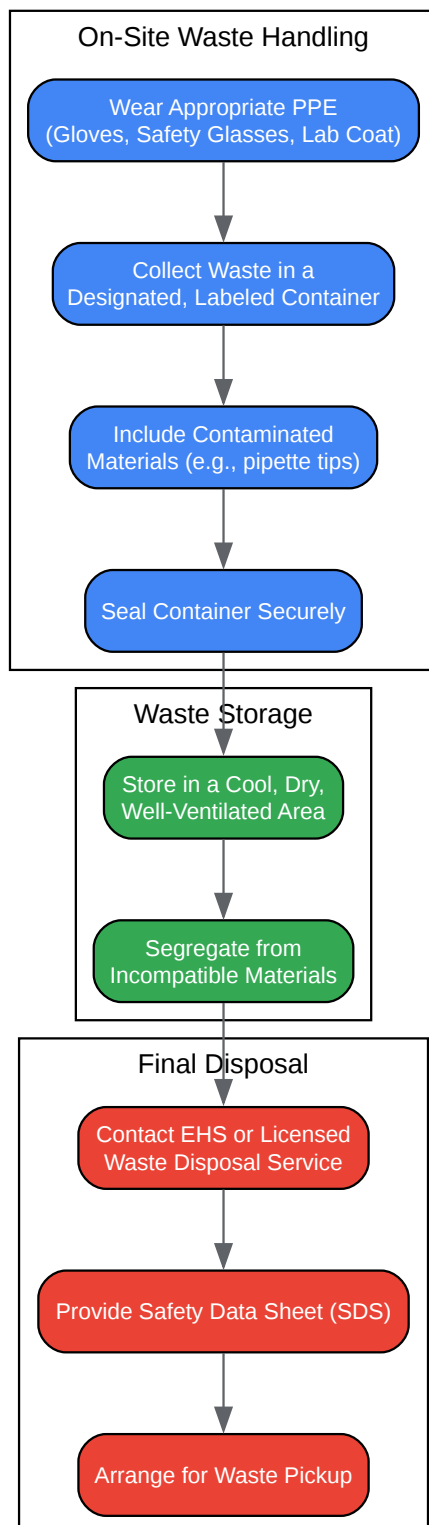 On-Site Waste Handling
Wear Appropriate PPE
(Gloves, Safety Glasses, Lab Coat)
Collect Waste in a
Designated, Labeled Container
Include Contaminated
Materials (e.g., pipette tips)
Seal Container Securely
Waste Storage
Store in a Cool, Dry,
Well-Ventilated Area
Segregate from
Incompatible Materials
Final Disposal
Contact EHS or Licensed
Waste Disposal Service
Provide Safety Data Sheet (SDS)
Arrange for Waste Pickup